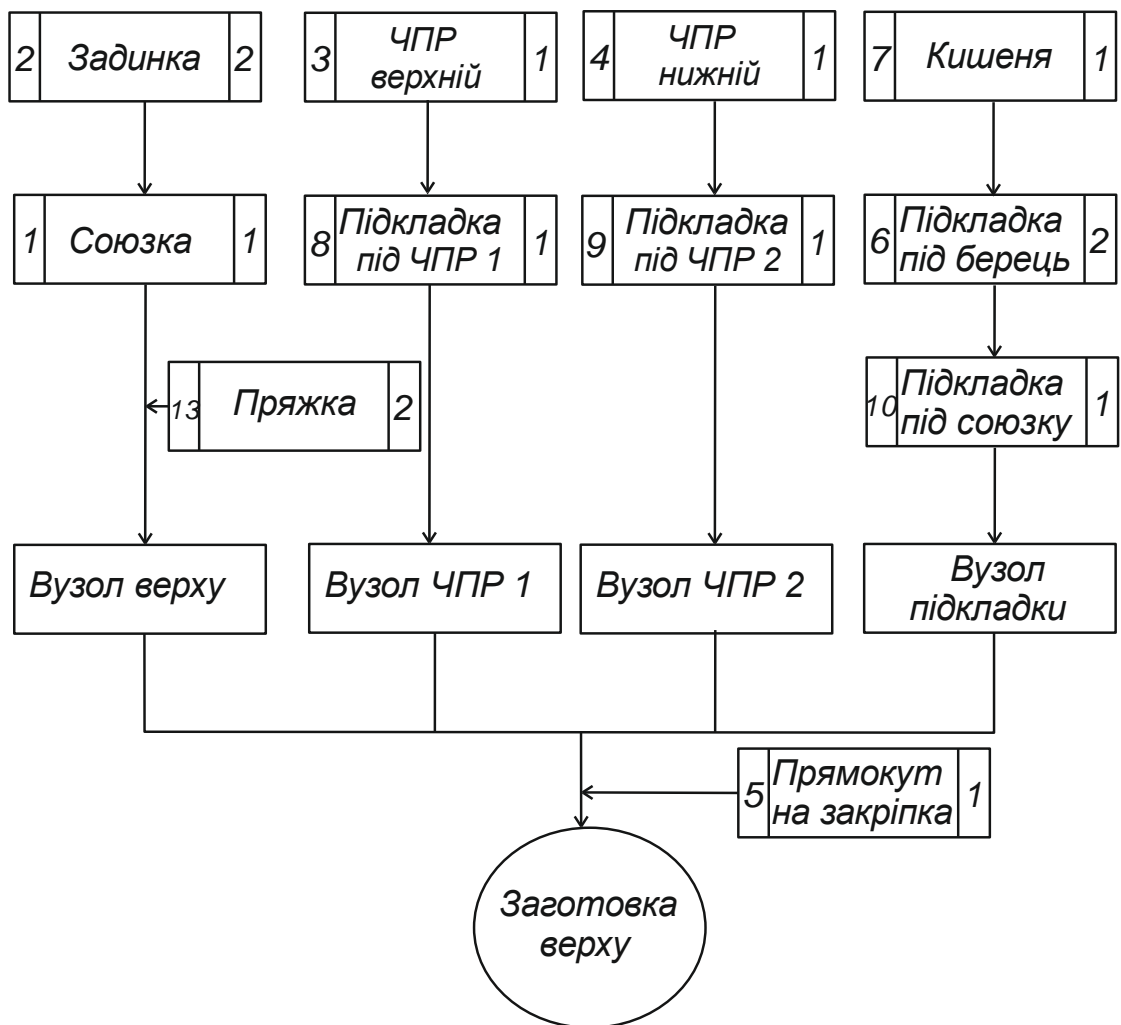 2 Задинка 2
3 ЧПР верхній 1
4 ЧПР нижній 1
7 Кишеня 1
1 Союзка 1
8 Підкладка під ЧПР 1 1
9 Підкладка під ЧПР 2 1
6 Підкладка під берець 2
13 Пряжка 2
10 Підкладка під союзку 1
Вузол верху
Вузол ЧПР 1
Вузол ЧПР 2
Вузол
підкладки
5 Прямокут на закріпка 1
Заготовка
верху